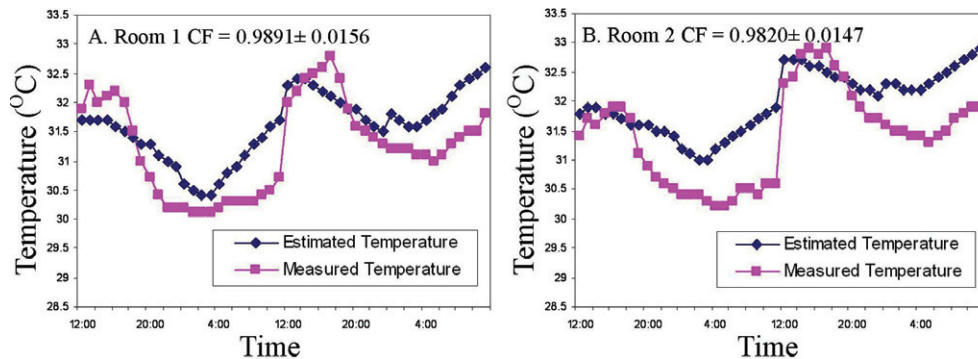 A. Room 1 CF = 0.9891± 0.0156
Temperature (°C)
33.5
33
32.5
32
31.5
31
30.5
30
29.5
29
28.5
Estimated Temperature
Measured Temperature
12:00 20:00 4:00 12:00 20:00 4:00
Time
B. Room 2 CF = 0.9820± 0.0147
Temperature (°C)
33.5
33
32.5
32
31.5
31
30.5
30
29.5
29
28.5
Estimated Temperature
Measured Temperature
12:00 20:00 4:00 12:00 20:00 4:00
Time